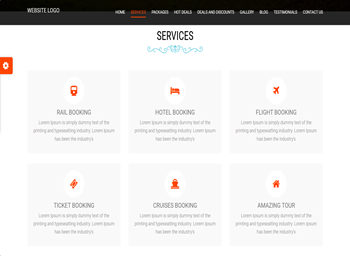 WEBSITE LOGO
HOME SERVICES PACKAGES HOT DEALS DEALS AND DISCOUNTS GALLERY BLOG TESTIMONIALS CONTACT US
SERVICES
RAIL BOOKING
Lorem Ipsum is simply dummy text of the
printing and typesetting industry. Lorem Ipsum
has been the industry's
HOTEL BOOKING
Lorem Ipsum is simply dummy text of the
printing and typesetting industry. Lorem Ipsum
has been the industry's
FLIGHT BOOKING
Lorem Ipsum is simply dummy text of the
printing and typesetting industry. Lorem Ipsum
has been the industry's
TICKET BOOKING
Lorem Ipsum is simply dummy text of the
printing and typesetting industry. Lorem Ipsum
has been the industry's
CRUISES BOOKING
Lorem Ipsum is simply dummy text of the
printing and typesetting industry. Lorem Ipsum
has been the industry's
AMAZING TOUR
Lorem Ipsum is simply dummy text of the
printing and typesetting industry. Lorem Ipsum
has been the industry's